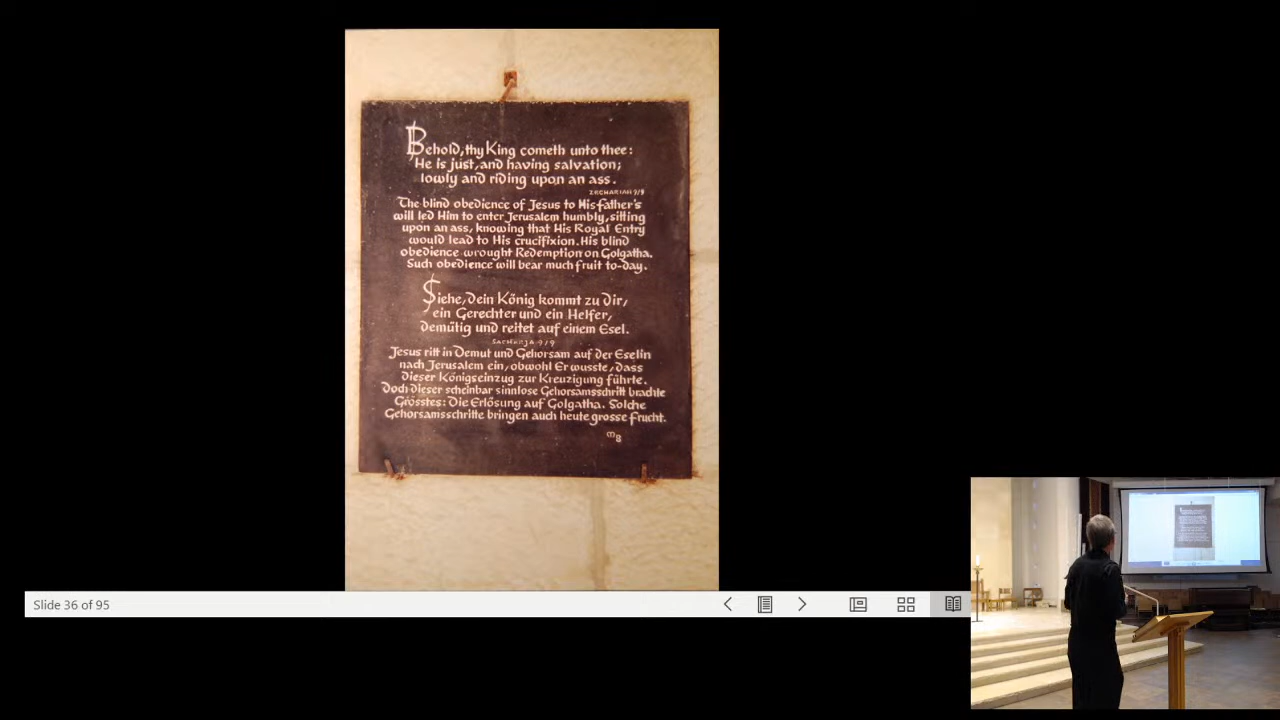 Behold, thy King cometh unto thee:
He is just, and having salvation;
lowly and riding upon an ass.
ZECHARIAH 9/9
The blind obedience of Jesus to His father's
will led Him to enter Jerusalem humbly, sitting
upon an ass, knowing that His Royal Entry
would lead to His crucifixion. His blind
obedience wrought Redemption on Golgatha.
Such obedience will bear much fruit to-day.
Siehe, dein König kommt zu dir,
ein Gerechter und ein Helfer,
demütig und reitet auf einem Esel.
SACHARJA 9/9
Jesus ritt in Demut und Gehorsam auf der Eselin
nach Jerusalem ein, obwohl Er wusste, dass
dieser Königseinzug zur Kreuzigung führte.
Doch dieser scheinbar sinnlose Gehorsamsschritt brachte
Grösstes: Die Erlösung auf Golgatha. Solche
Gehorsamsschritte bringen auch heute grosse Frucht.
Slide 36 of 95